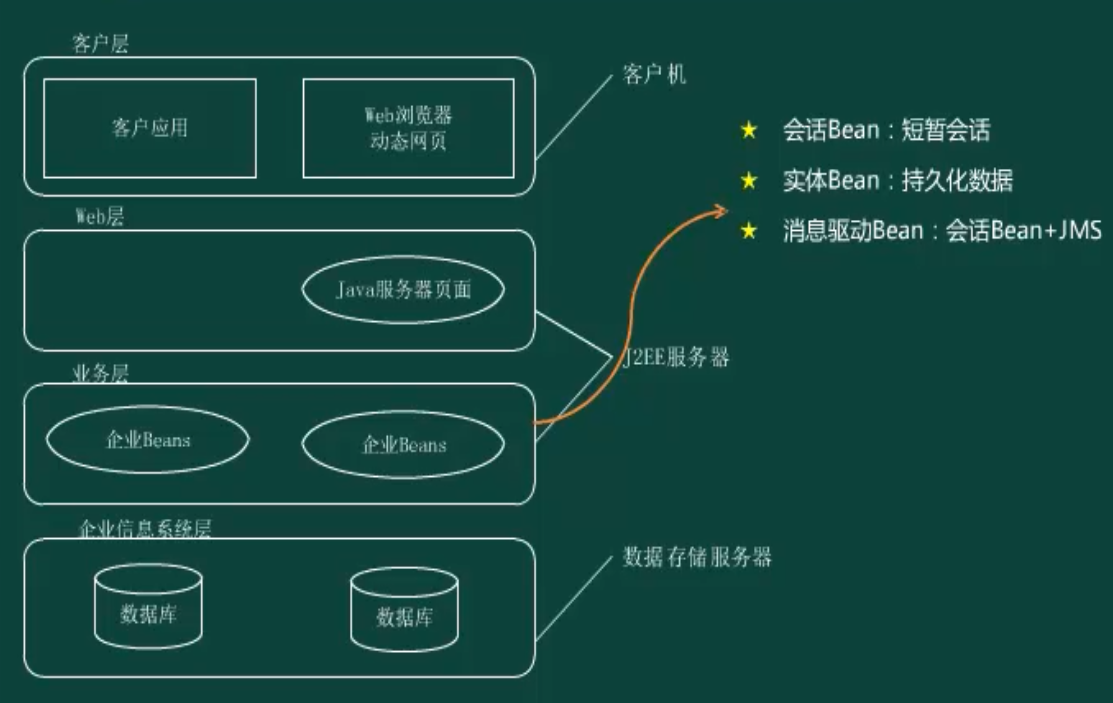 客户层
客户应用
Web浏览器
动态网页
客户机
★ 会话Bean：短暂会话
★ 实体Bean：持久化数据
★ 消息驱动Bean：会话Bean+JMS
Web层
Java服务器页面
J2EE服务器
业务层
企业Beans
企业Beans
企业信息系统层
数据库
数据库
数据存储服务器